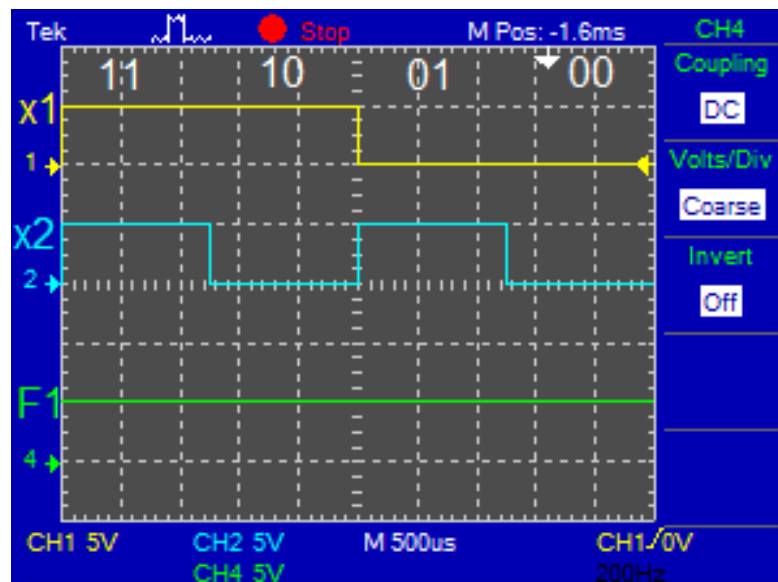 Tek Stop M Pos: -1.6ms CH4
Coupling
11 10 01 00
X1
DC
1
Volts/Div
Coarse
x2
Invert
2
Off
F1
4
CH1 5V CH2 5V M 500us CH1/0V
CH4 5V 200Hz